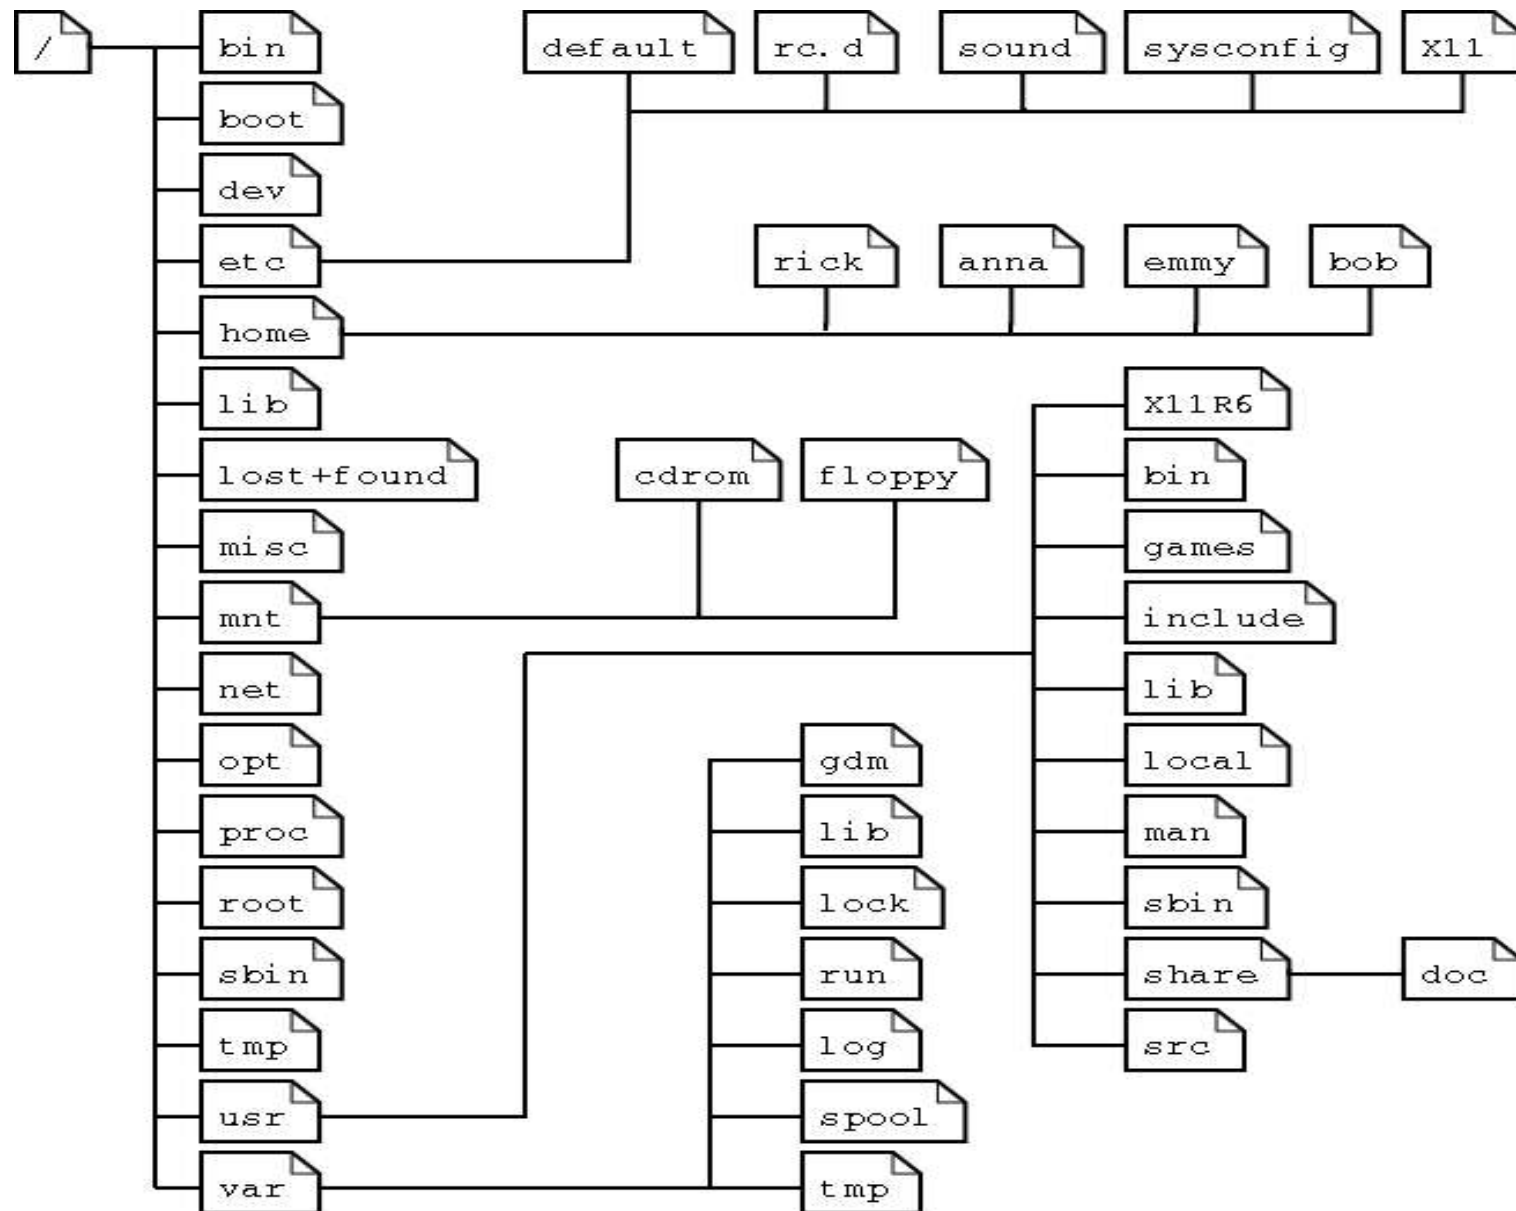 /
bin
default
rc.d
sound
sysconfig
X11
boot
dev
etc
rick
anna
emmy
bob
home
lib
X11R6
lost+found
cdrom
floppy
bin
misc
games
mnt
include
net
lib
opt
gdm
local
proc
lib
man
root
lock
sbin
sbin
run
share
doc
tmp
log
src
usr
spool
var
tmp